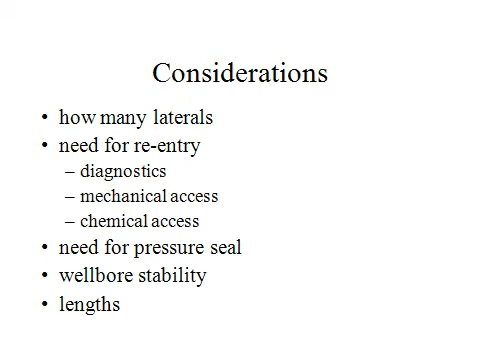 Considerations
• how many laterals
• need for re-entry
– diagnostics
– mechanical access
– chemical access
• need for pressure seal
• wellbore stability
• lengths